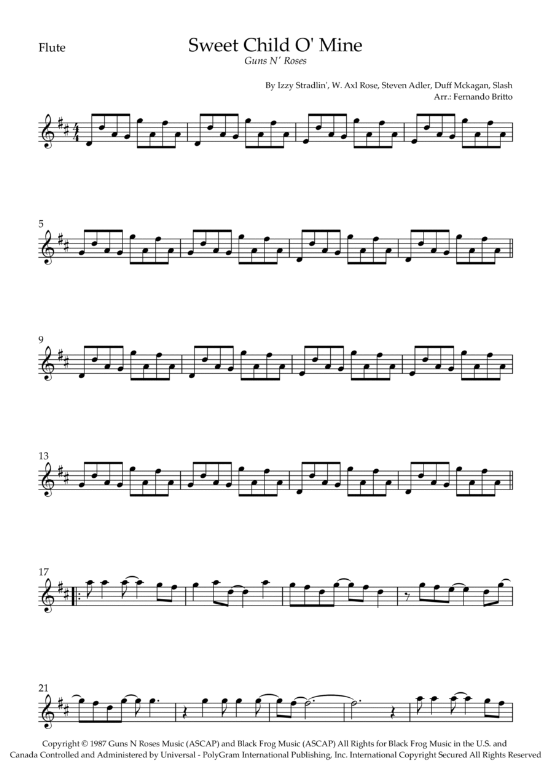 Flute
Sweet Child O' Mine
Guns N' Roses
By Izzy Stradlin', W. Axl Rose, Steven Adler, Duff Mckagan, Slash
Arr.: Fernando Britto
5
9
13
17
21
Copyright © 1987 Guns N Roses Music (ASCAP) and Black Frog Music (ASCAP) All Rights for Black Frog Music in the U.S. and
Canada Controlled and Administered by Universal - PolyGram International Publishing, Inc. International Copyright Secured All Rights Reserved